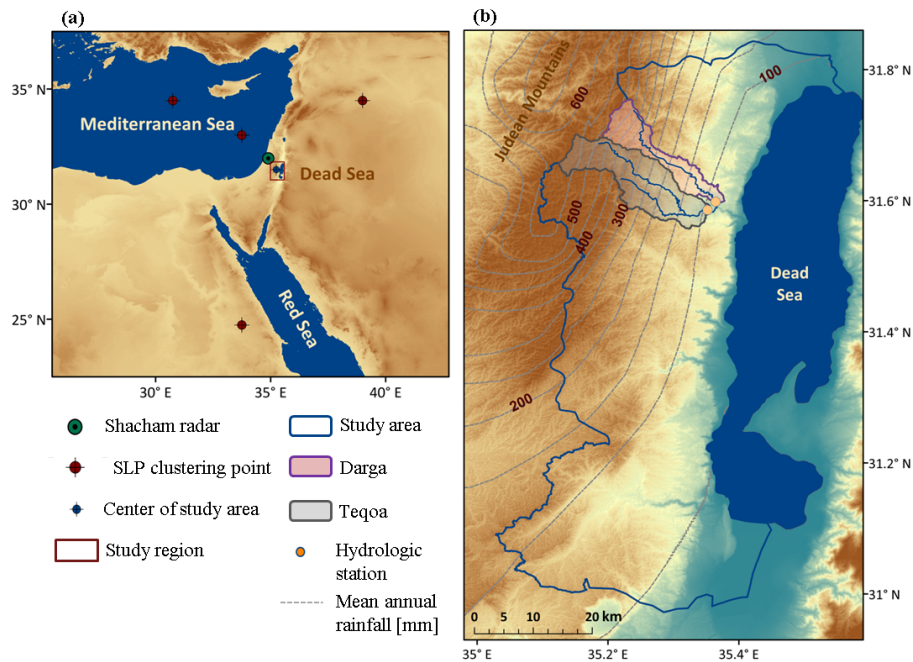 (a)
35° N
30° N
25° N
Mediterranean Sea
Dead Sea
Red Sea
30° E
35° E
40° E
Shacham radar
SLP clustering point
Center of study area
Study region
Study area
Darga
Teqoa
Hydrologic
station
Mean annual
rainfall [mm]
(b)
Judean Mountains
600
100
500
400
300
200
Dead
Sea
31.8° N
31.6° N
31.4° N
31.2° N
31° N
0 5 10 20 km
35° E
35.2° E
35.4° E